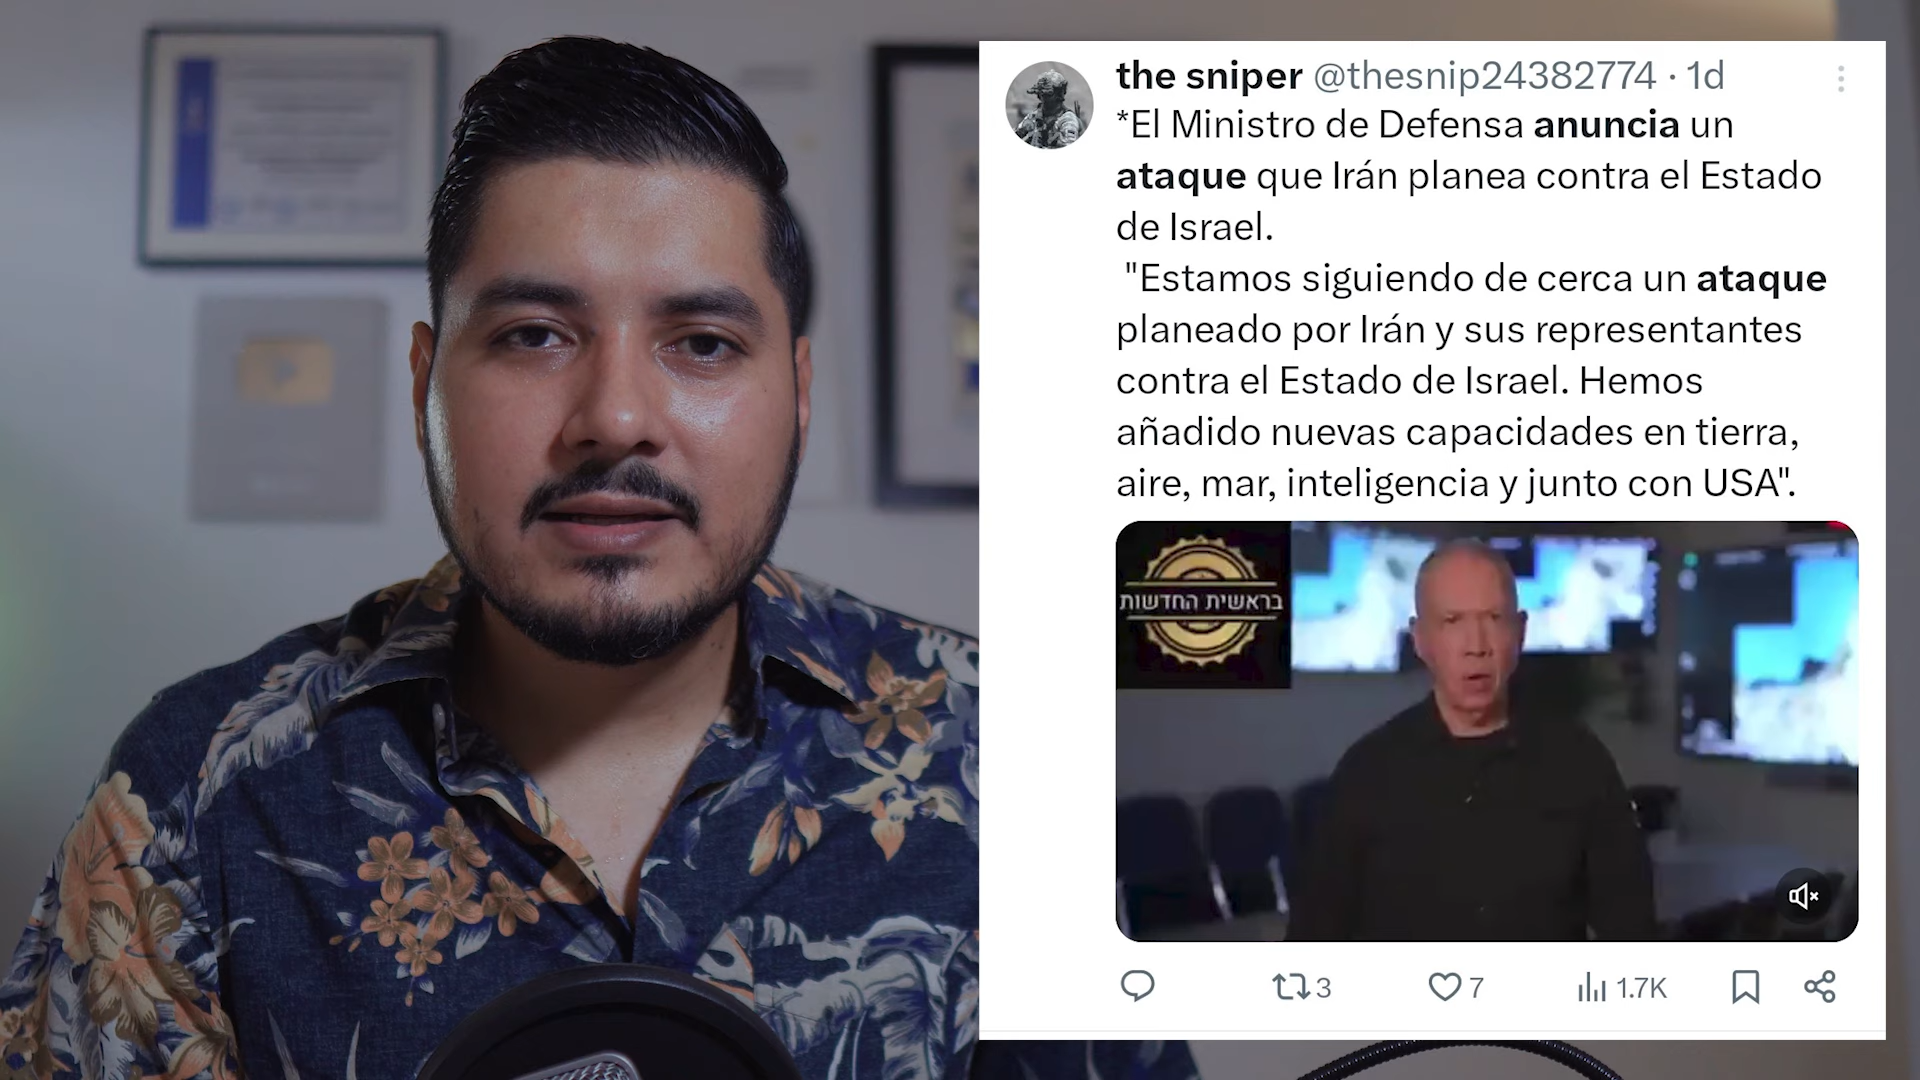 the sniper @thesnip24382774 · 1d
*El Ministro de Defensa anuncia un
ataque que Irán planea contra el Estado
de Israel.
"Estamos siguiendo de cerca un ataque
planeado por Irán y sus representantes
contra el Estado de Israel. Hemos
añadido nuevas capacidades en tierra,
aire, mar, inteligencia y junto con USA".
בראשית החדשות
3 7 1.7K